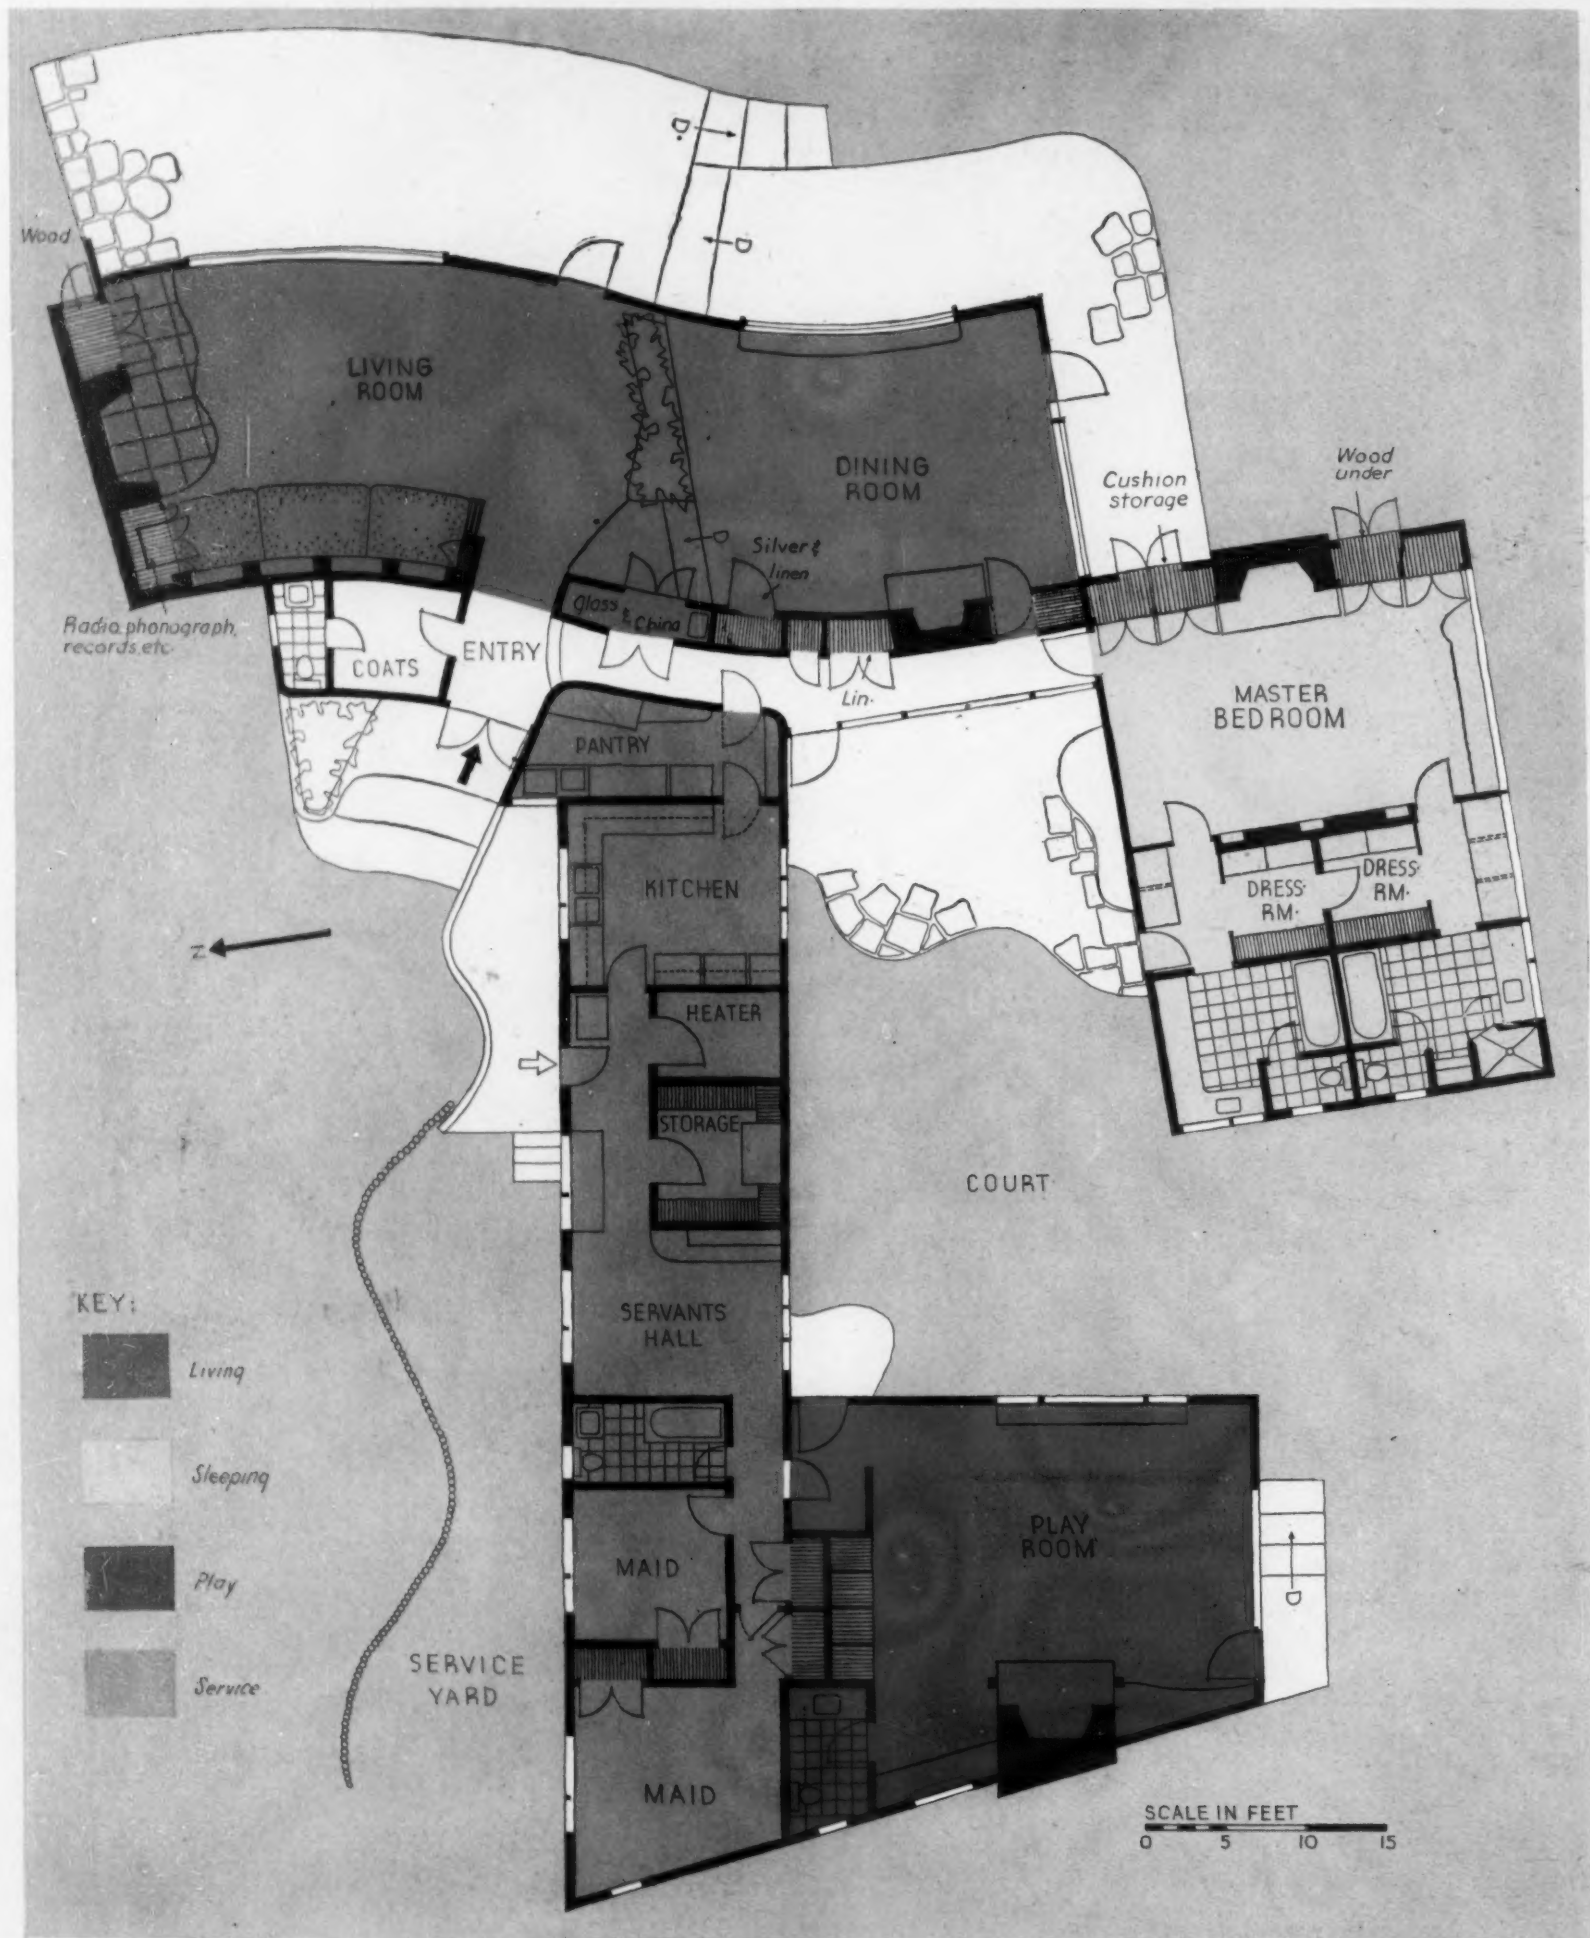 D.
D
Wood
LIVING
ROOM
DINING
ROOM
Cushion
storage
Wood
under
Silver &
linen
D
Glass
& China
Radio phonograph,
records, etc.
COATS
ENTRY
Lin.
MASTER
BED ROOM
PANTRY
KITCHEN
DRESS.
RM.
DRESS.
RM.
N
HEATER
STORAGE
COURT
SERVANTS
HALL
KEY:
Living
Sleeping
Play
Service
MAID
PLAY
ROOM
D
SERVICE
YARD
MAID
SCALE IN FEET
0 5 10 15